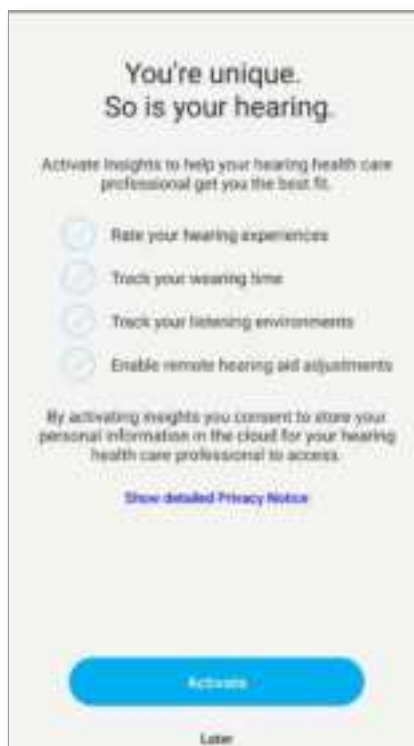 You're unique.
So is your hearing.
Activate Insights to help your hearing health care
professional get you the best fit.
Rate your hearing experiences
Track your wearing time
Track your listening environments
Enable remote hearing aid adjustments
By activating insights you consent to store your
personal information in the cloud for your hearing
health care professional to access.
Show detailed Privacy Notice
Activate
Later